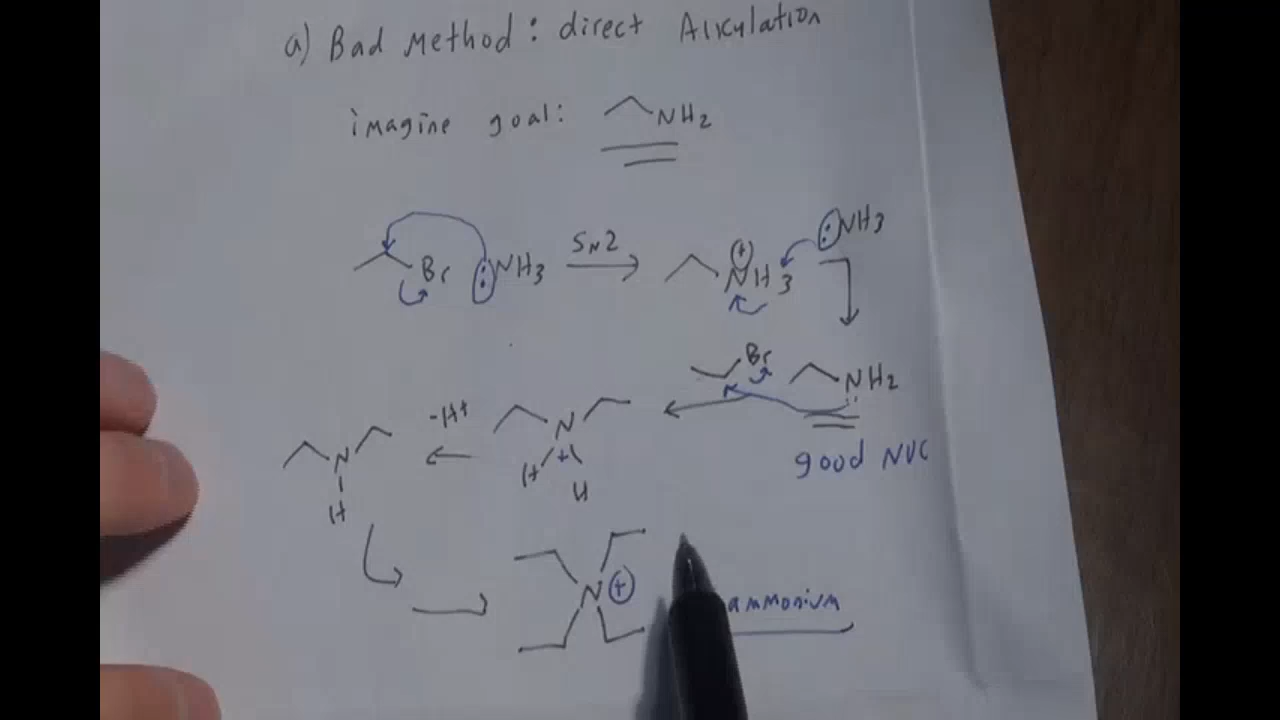 a) Bad Method: direct Alkylation
imagine goal: NH2
Br :NH3 SN2 NH3 + :NH3
Br NH2
-H+ N H + H
N H
good NUC
N + ammonium